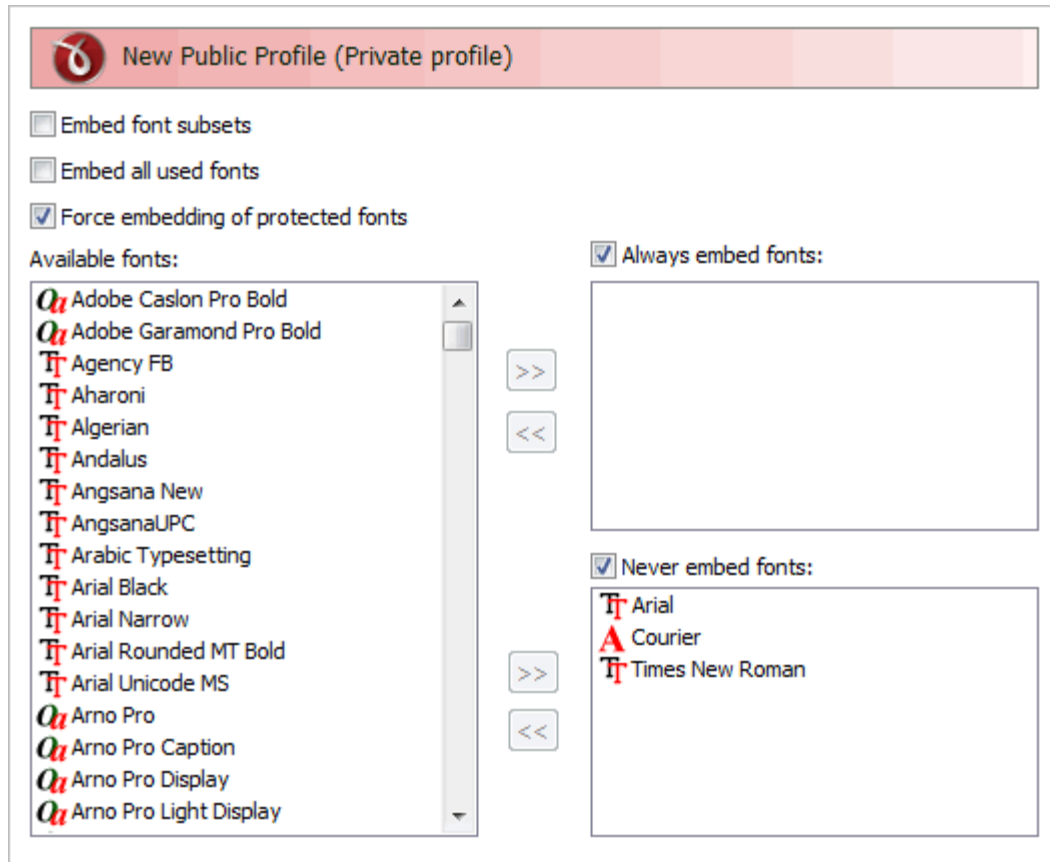 New Public Profile (Private profile)
Embed font subsets
Embed all used fonts
Force embedding of protected fonts
Available fonts:
Adobe Caslon Pro Bold
Adobe Garamond Pro Bold
Agency FB
Aharoni
Algerian
Andalus
Angsana New
AngsanaUPC
Arabic Typesetting
Arial Black
Arial Narrow
Arial Rounded MT Bold
Arial Unicode MS
Arno Pro
Arno Pro Caption
Arno Pro Display
Arno Pro Light Display
>>
<<
>>
<<
Always embed fonts:
Never embed fonts:
Arial
Courier
Times New Roman